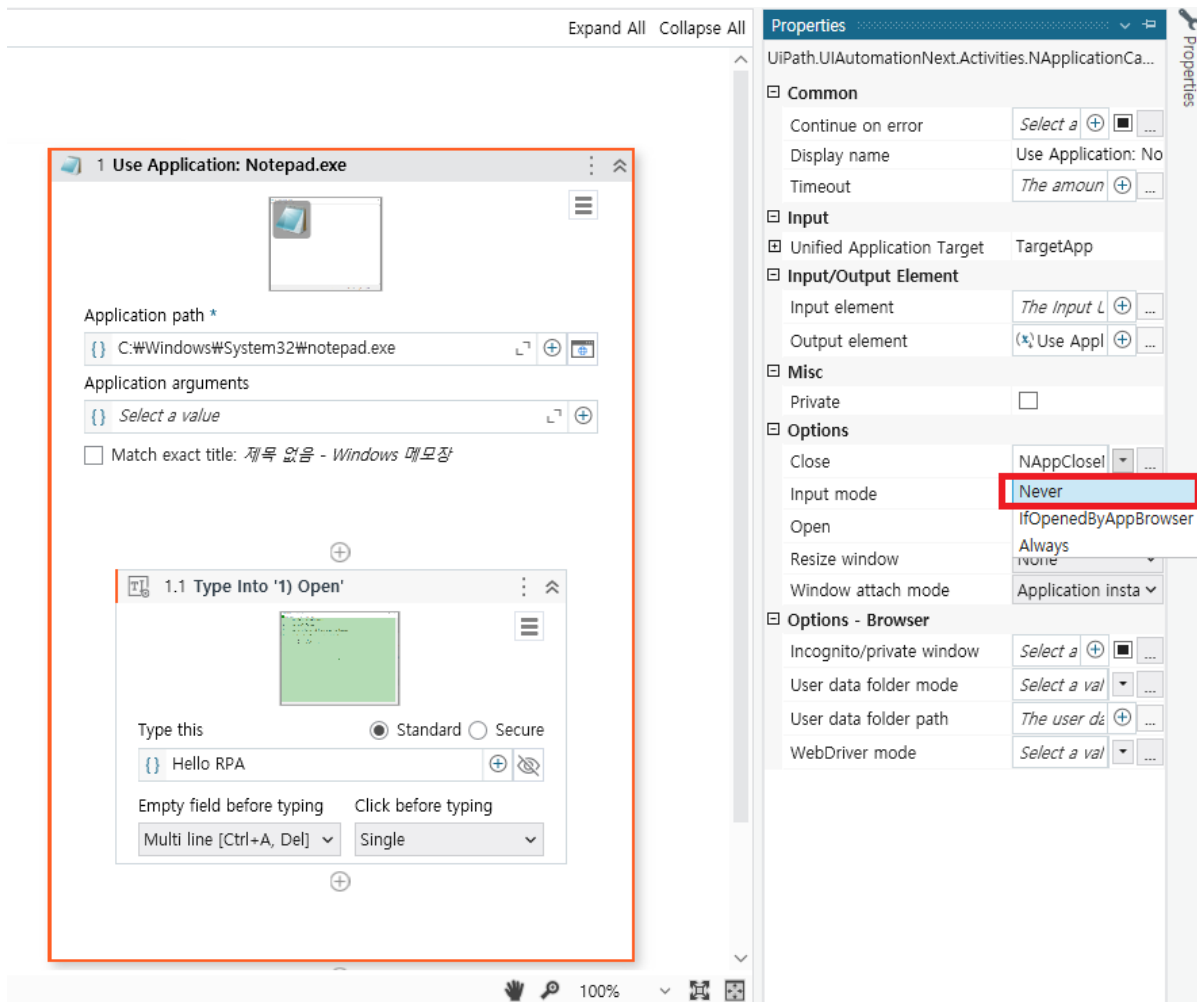 Expand All Collapse All
1 Use Application: Notepad.exe
Application path *
{} C:₩Windows₩System32₩notepad.exe
Application arguments
{} Select a value
Match exact title: 제목 없음 - Windows 메모장
1.1 Type Into '1) Open'
Type this Standard Secure
{} Hello RPA
Empty field before typing Click before typing
Multi line [Ctrl+A, Del] Single
100%
Properties
Properties
UiPath.UIAutomationNext.Activities.NApplicationCa...
Common
Continue on error Select a ...
Display name Use Application: No
Timeout The amoun ...
Input
Unified Application Target TargetApp
Input/Output Element
Input element The Input U ...
Output element (x) Use Appl ...
Misc
Private
Options
Close NAppCloseI ...
Input mode Never
IfOpenedByAppBrowser
Open Always
Resize window None
Window attach mode Application insta
Options - Browser
Incognito/private window Select a ...
User data folder mode Select a val ...
User data folder path The user da ...
WebDriver mode Select a val ...